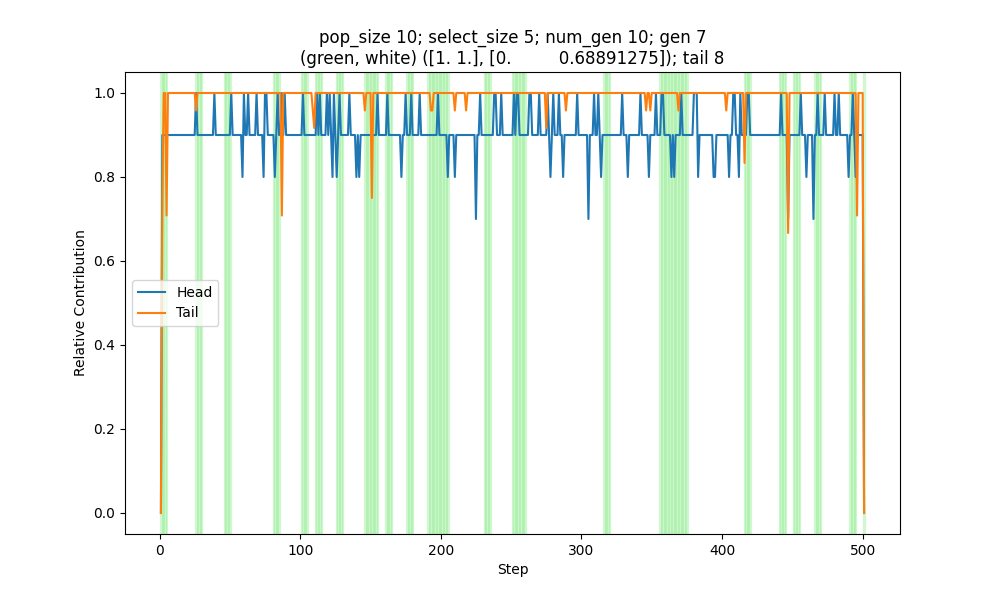 pop_size 10; select_size 5; num_gen 10; gen 7
(green, white) ([1. 1.], [0.          0.68891275]); tail 8
1.0
0.8
0.6
0.4
0.2
0.0
Relative Contribution
Head
Tail
0
100
200
300
400
500
Step